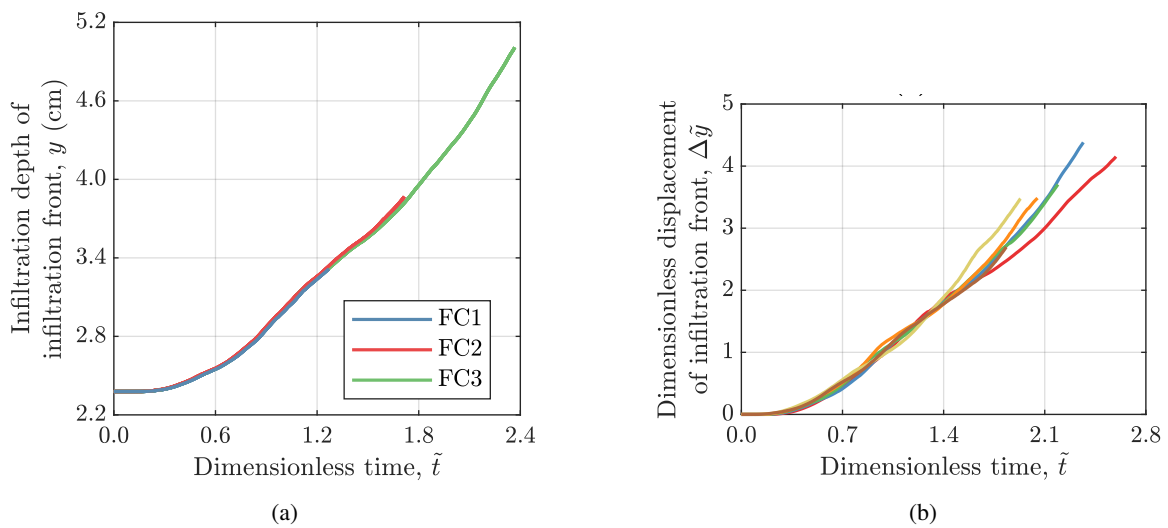 5.2
4.6
4.0
3.4
2.8
2.2
0.0 0.6 1.2 1.8 2.4
Infiltration depth of
infiltration front, y (cm)
Dimensionless time, t̃
FC1
FC2
FC3
(a)
5
4
3
2
1
0
0.0 0.7 1.4 2.1 2.8
Dimensionless displacement
of infiltration front, Δỹ
Dimensionless time, t̃
(b)